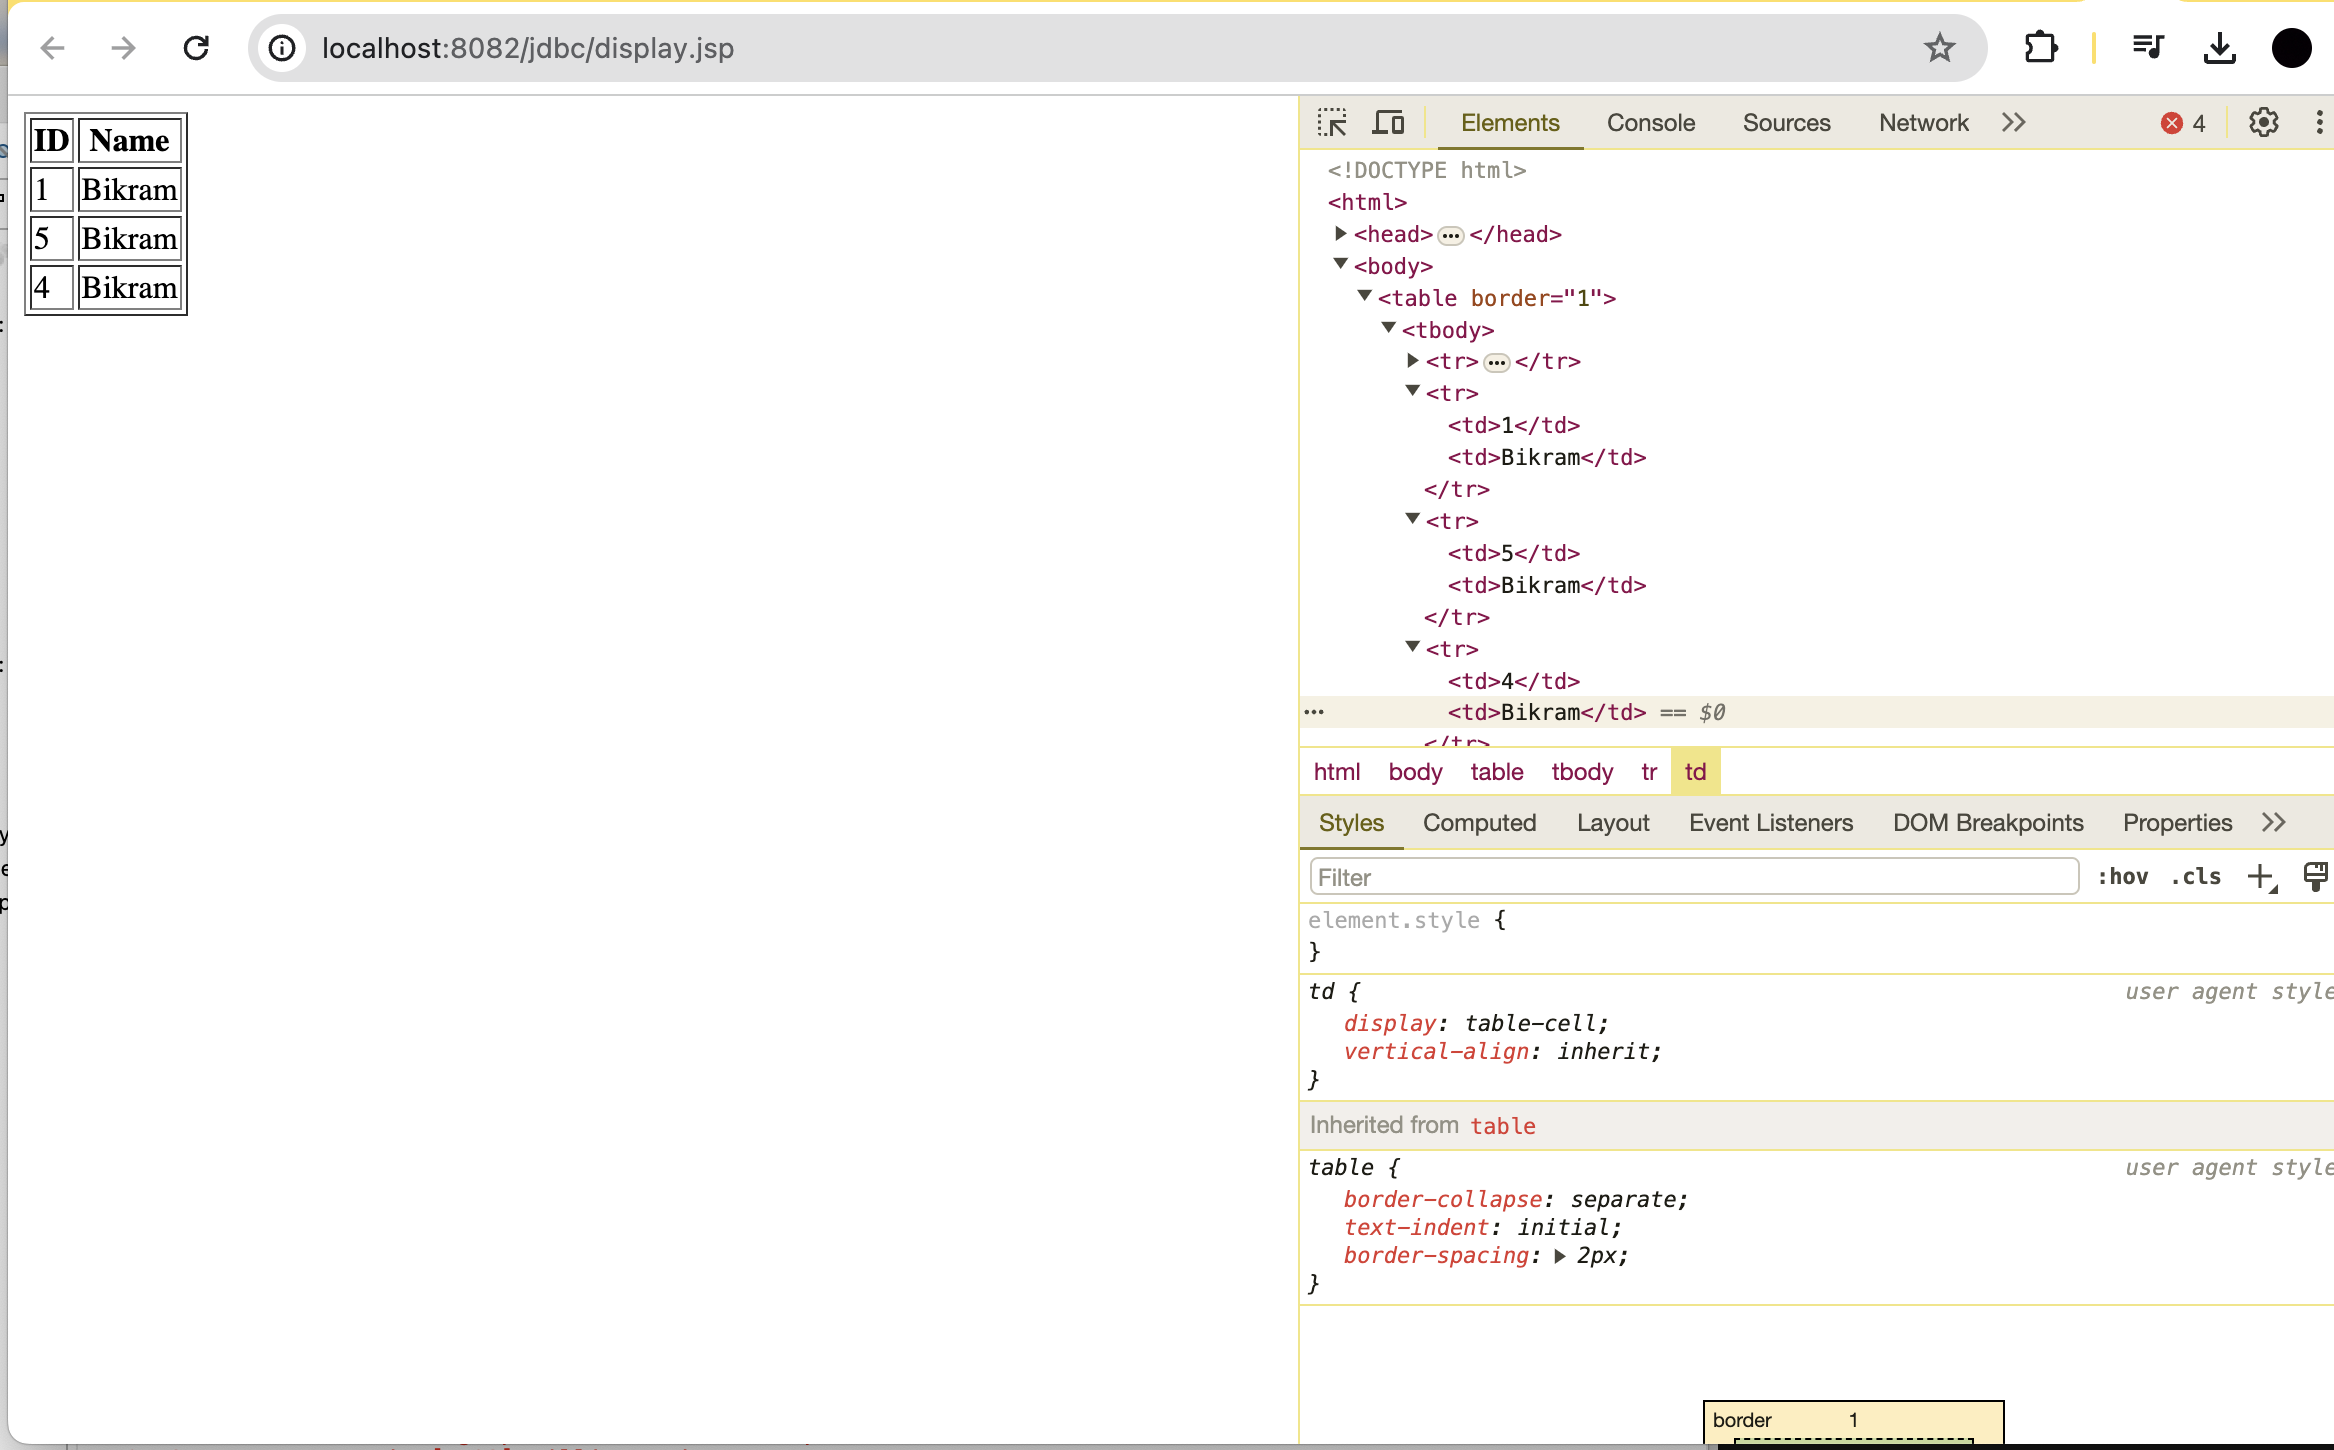 localhost:8082/jdbc/display.jsp
ID Name
1 Bikram
5 Bikram
4 Bikram
Elements Console Sources Network 4
<!DOCTYPE html>
<html>
<head> </head>
<body>
<table border="1">
<tbody>
<tr> </tr>
<tr>
<td>1</td>
<td>Bikram</td>
</tr>
<tr>
<td>5</td>
<td>Bikram</td>
</tr>
<tr>
<td>4</td>
<td>Bikram</td> == $0
</tr>
html body table tbody tr td
Styles Computed Layout Event Listeners DOM Breakpoints Properties
Filter :hov .cls
element.style {
}
td { user agent style
display: table-cell;
vertical-align: inherit;
}
Inherited from table
table { user agent style
border-collapse: separate;
text-indent: initial;
border-spacing: 2px;
}
border 1